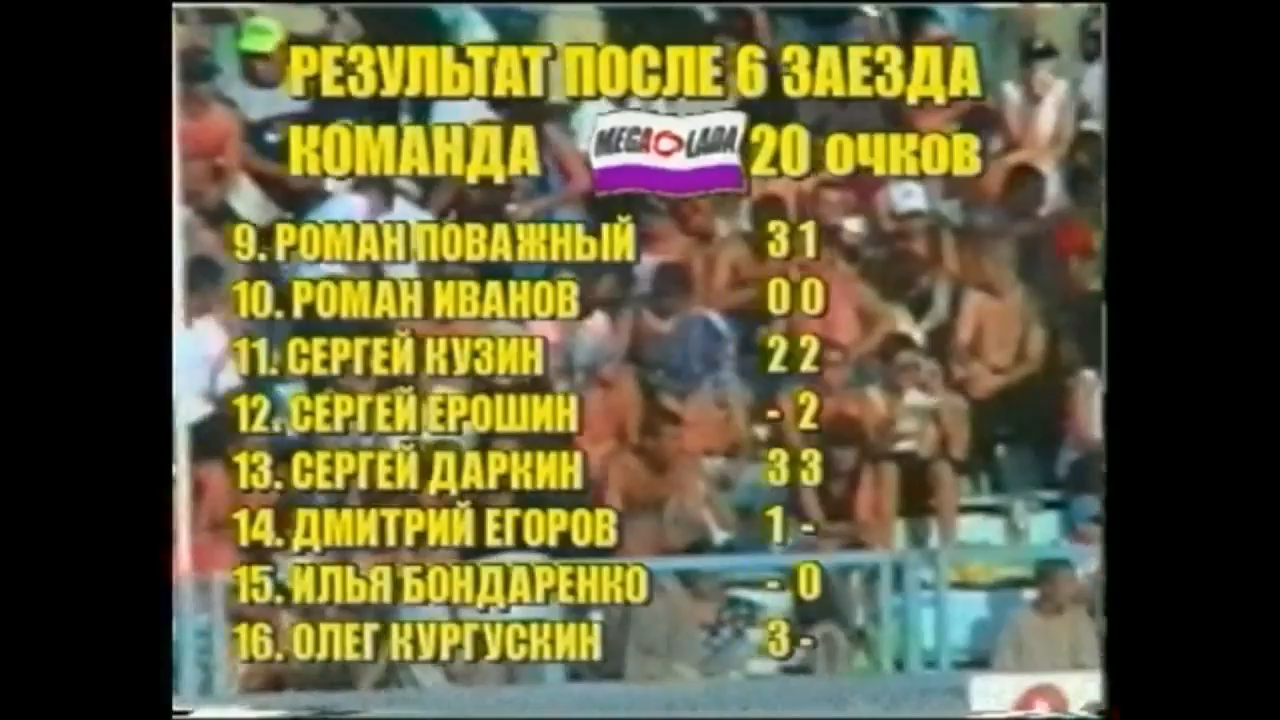 РЕЗУЛЬТАТ ПОСЛЕ 6 ЗАЕЗДА
КОМАНДА MEGA LADA 20 ОЧКОВ
9. РОМАН ПОВАЖНЫЙ 3 1
10. РОМАН ИВАНОВ 0 0
11. СЕРГЕЙ КУЗИН 2 2
12. СЕРГЕЙ ЕРОШИН - 2
13. СЕРГЕЙ ДАРКИН 3 3
14. ДМИТРИЙ ЕГОРОВ 1 -
15. ИЛЬЯ БОНДАРЕНКО - 0
16. ОЛЕГ КУРГУСКИН 3 -